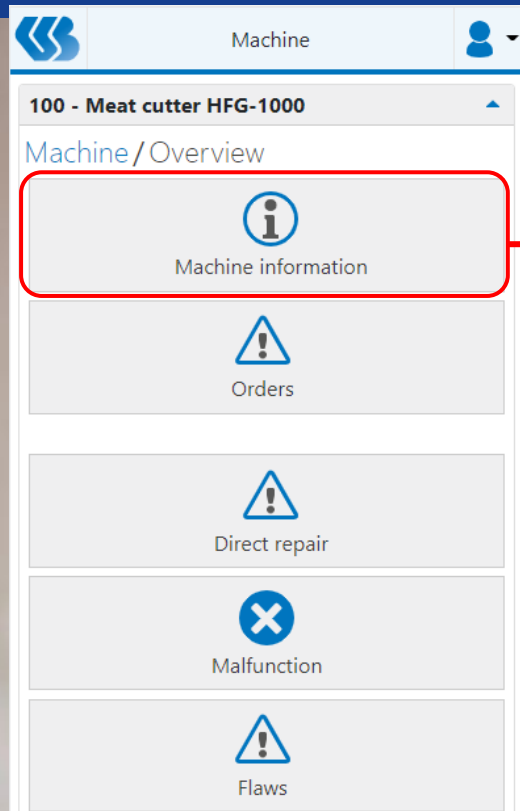 Machine
100 - Meat cutter HFG-1000
Machine / Overview
Machine information
Orders
Direct repair
Malfunction
Flaws